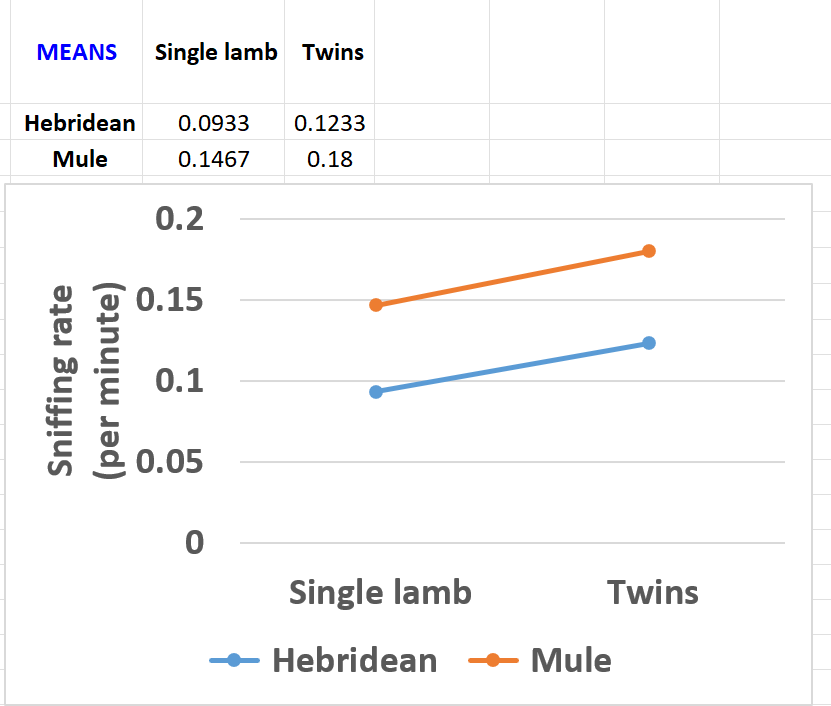 MEANS Single lamb Twins
Hebridean 0.0933 0.1233
Mule 0.1467 0.18
0.2
0.15
0.1
0.05
0
Sniffing rate
(per minute)
Single lamb Twins
Hebridean Mule